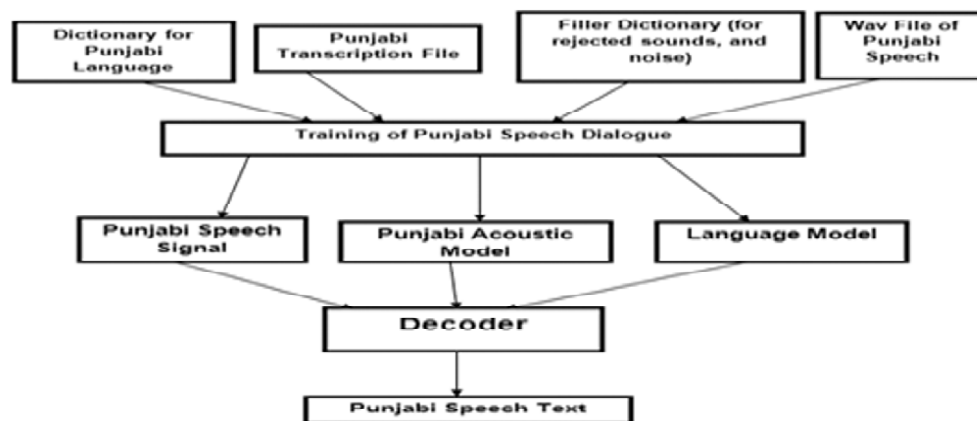 Dictionary for
Punjabi
Language
Punjabi
Transcription File
Filler Dictionary (for
rejected sounds, and
noise)
Wav File of
Punjabi
Speech
Training of Punjabi Speech Dialogue
Punjabi Speech
Signal
Punjabi Acoustic
Model
Language Model
Decoder
Punjabi Speech Text